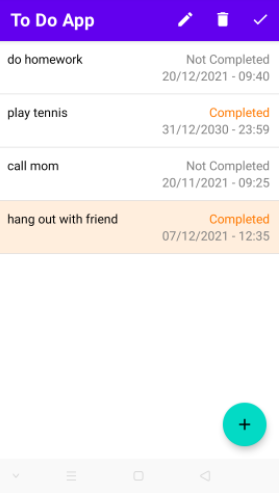 To Do App
do homework
Not Completed
20/12/2021 - 09:40
play tennis
Completed
31/12/2030 - 23:59
call mom
Not Completed
20/11/2021 - 09:25
hang out with friend
Completed
07/12/2021 - 12:35
+